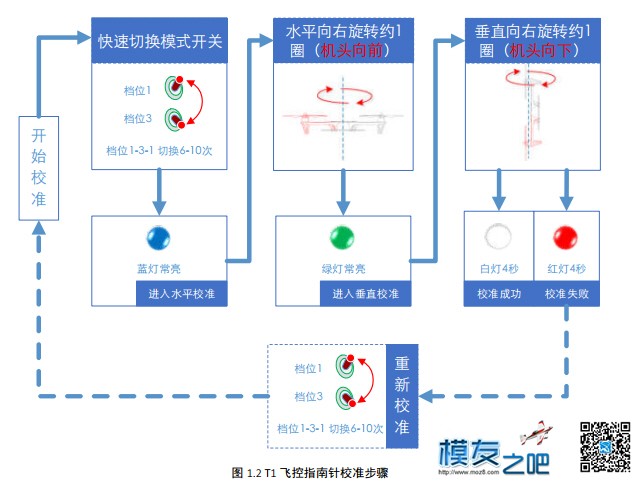 快速切换模式开关
档位1
档位3
档位1-3-1 切换6-10次
水平向右旋转约1
圈（机头向前）
垂直向右旋转约1
圈（机头向下）
开始校准
蓝灯常亮
进入水平校准
绿灯常亮
进入垂直校准
白灯4秒
校准成功
红灯4秒
校准失败
档位1
档位3
档位1-3-1 切换6-10次
重新校准
图 1.2 T1 飞控指南针校准步骤
模友之吧
http://www.moz8.com